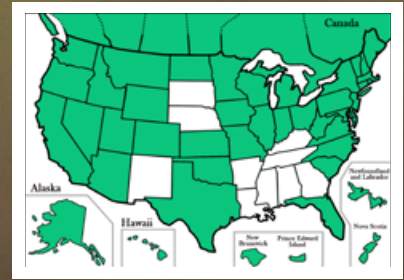 Canada
Alaska
Hawaii
New
Brunswick
Prince Edward
Island
Newfoundland
and Labrador
Nova Scotia